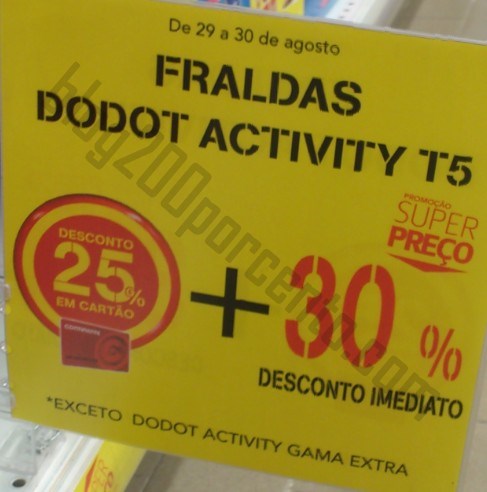 De 29 a 30 de agosto
FRALDAS
DODOT ACTIVITY T5
PROMOÇÃO
SUPER
PREÇO
DESCONTO
25%
EM CARTÃO
+
30 %
DESCONTO IMEDIATO
*EXCETO DODOT ACTIVITY GAMA EXTRA
blog200porcento.com